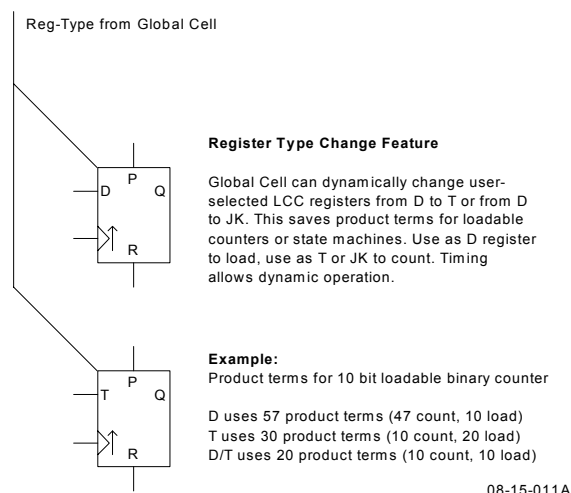 Reg-Type from Global Cell
P
D
Q
R
Register Type Change Feature
Global Cell can dynamically change user-
selected LCC registers from D to T or from D
to JK. This saves product terms for loadable
counters or state machines. Use as D register
to load, use as T or JK to count. Timing
allows dynamic operation.
P
T
Q
R
Example:
Product terms for 10 bit loadable binary counter
D uses 57 product terms (47 count, 10 load)
T uses 30 product terms (10 count, 20 load)
D/T uses 20 product terms (10 count, 10 load)
08-15-011A